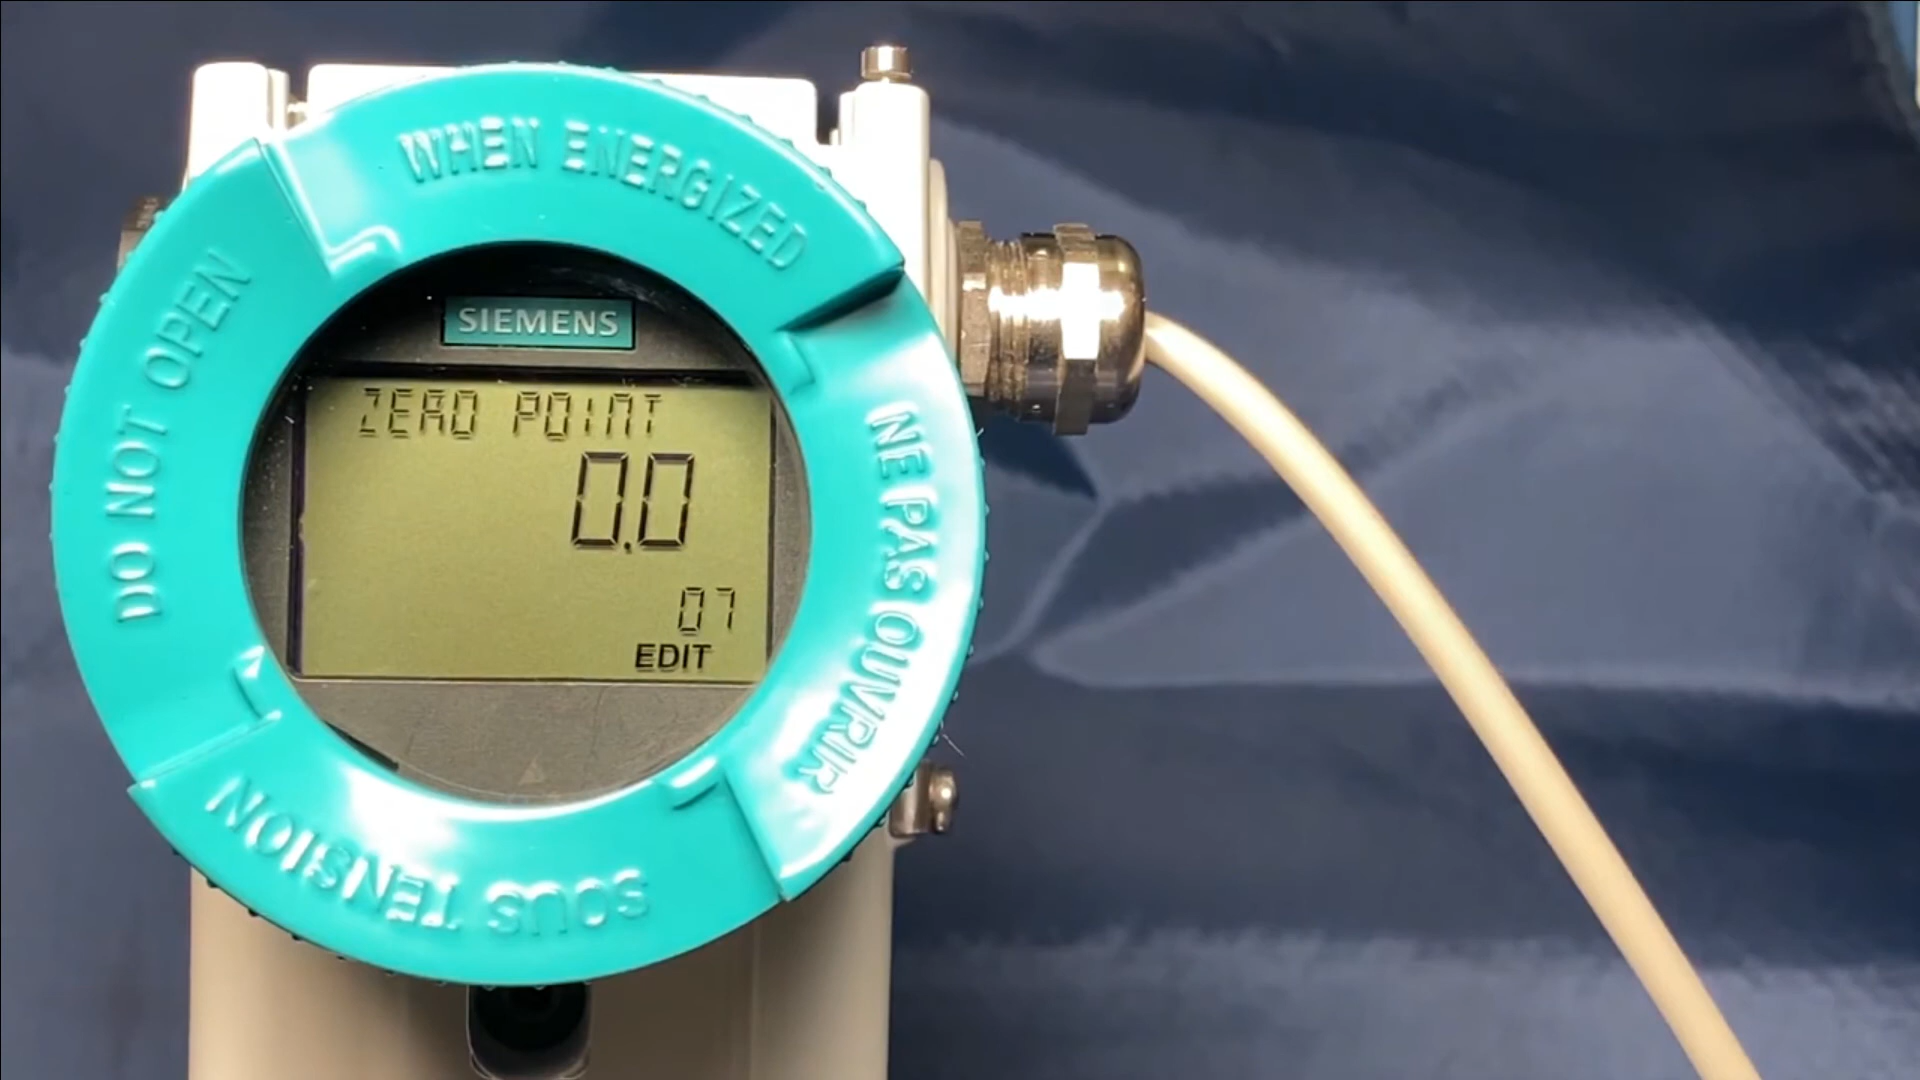 WHEN ENERGIZED
DO NOT OPEN
NE PAS OUVRIR
SOUS TENSION
SIEMENS
ZERO POINT
0.0
07
EDIT